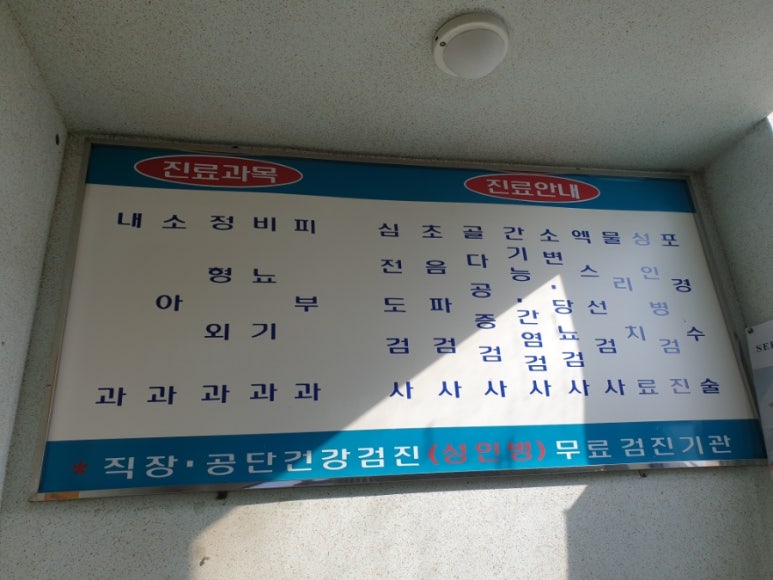 진료과목
내과
소아과
정형외과
비뇨기과
피부과
진료안내
심전도검사
초음파검사
골다공증검사
간기능·간염검사
소변·당뇨검사
엑스선검사
물리치료
성인병검진
포경수술
* 직장·공단건강검진(성인병)무료검진기관